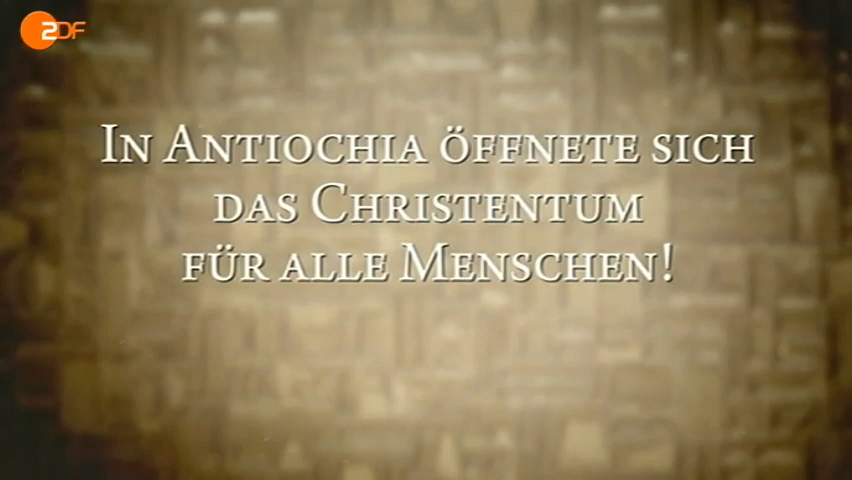 ZDF
In Antiochia öffnete sich
das Christentum
für alle Menschen!